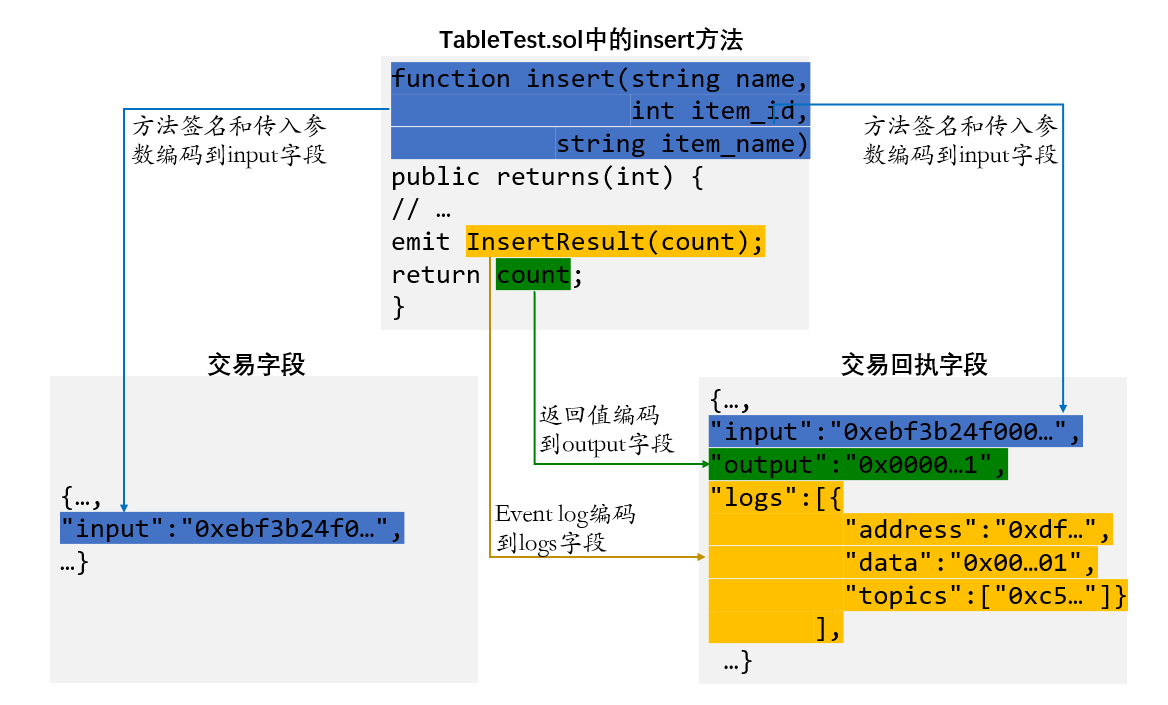 TableTest.sol中的insert方法
function insert(string name,
int item_id,
string item_name)
public returns(int) {
// …
emit InsertResult(count);
return count;
}
方法签名和传入参
数编码到input字段
方法签名和传入参
数编码到input字段
交易字段
{…,
"input":"0xebf3b24f0…",
…}
返回值编码
到output字段
Event log编码
到logs字段
交易回执字段
{…,
"input":"0xebf3b24f000…",
"output":"0x0000…1",
"logs":[{
"address":"0xdf…",
"data":"0x00…01",
"topics":["0xc5…"]}
],
…}